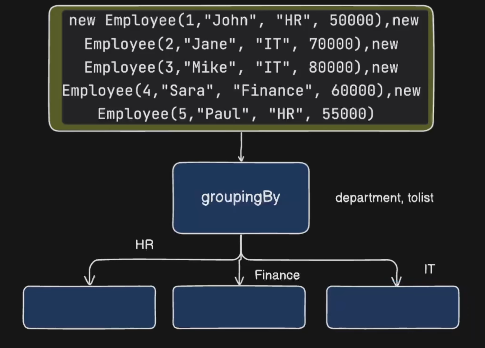 new Employee(1,"John", "HR", 50000),new
Employee(2,"Jane", "IT", 70000),new
Employee(3,"Mike", "IT", 80000),new
Employee(4,"Sara", "Finance", 60000),new
Employee(5,"Paul", "HR", 55000)
groupingBy
department, tolist
HR
Finance
IT